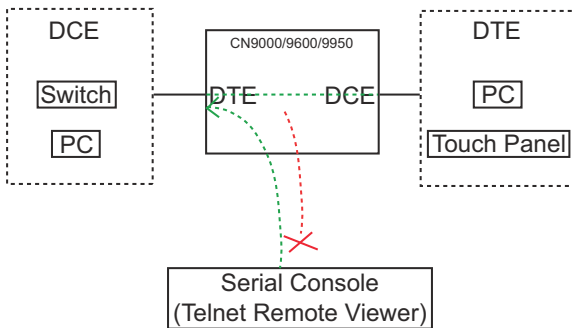 DCE
Switch
PC
CN9000/9600/9950
DTE
DCE
DTE
PC
Touch Panel
Serial Console
(Telnet Remote Viewer)